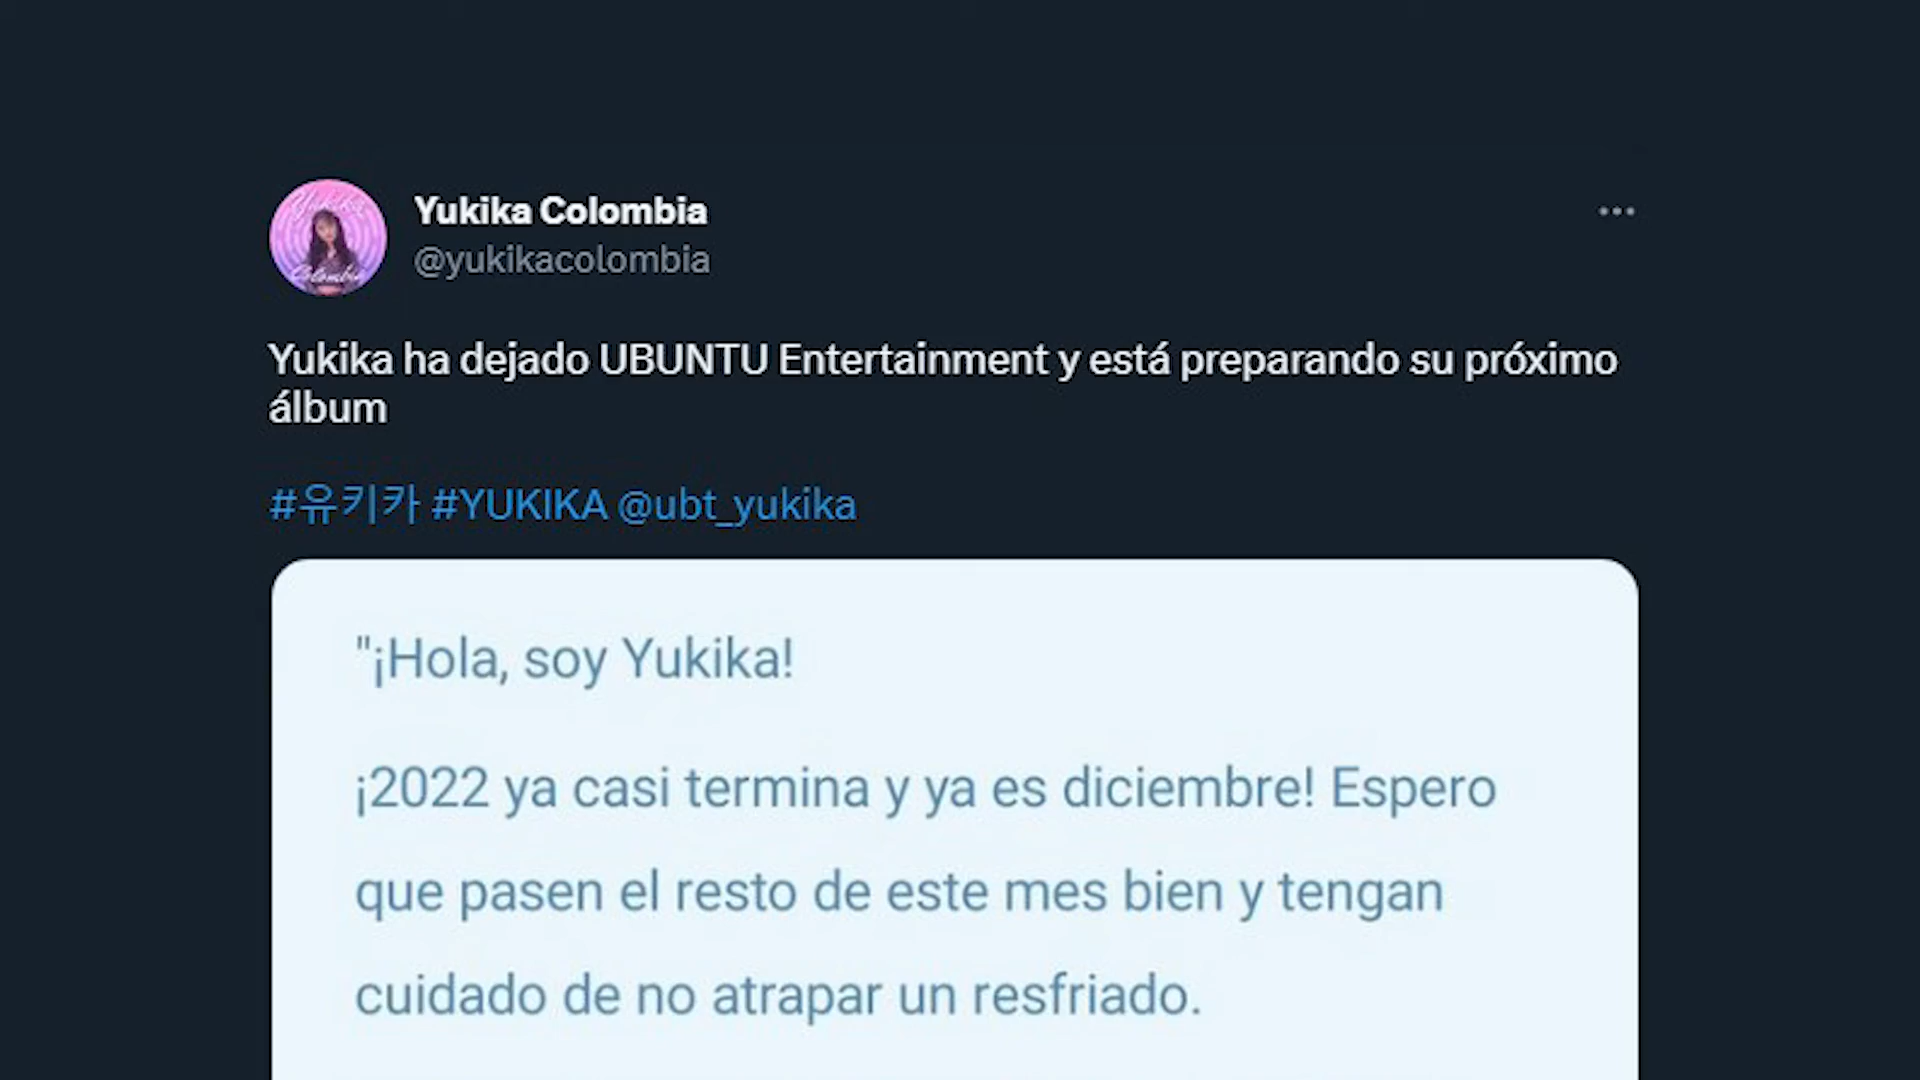 Yukika
Colombia
Yukika Colombia
@yukikacolombia
Yukika ha dejado UBUNTU Entertainment y está preparando su próximo
álbum
#유키카 #YUKIKA @ubt_yukika
"¡Hola, soy Yukika!
¡2022 ya casi termina y ya es diciembre! Espero
que pasen el resto de este mes bien y tengan
cuidado de no atrapar un resfriado.